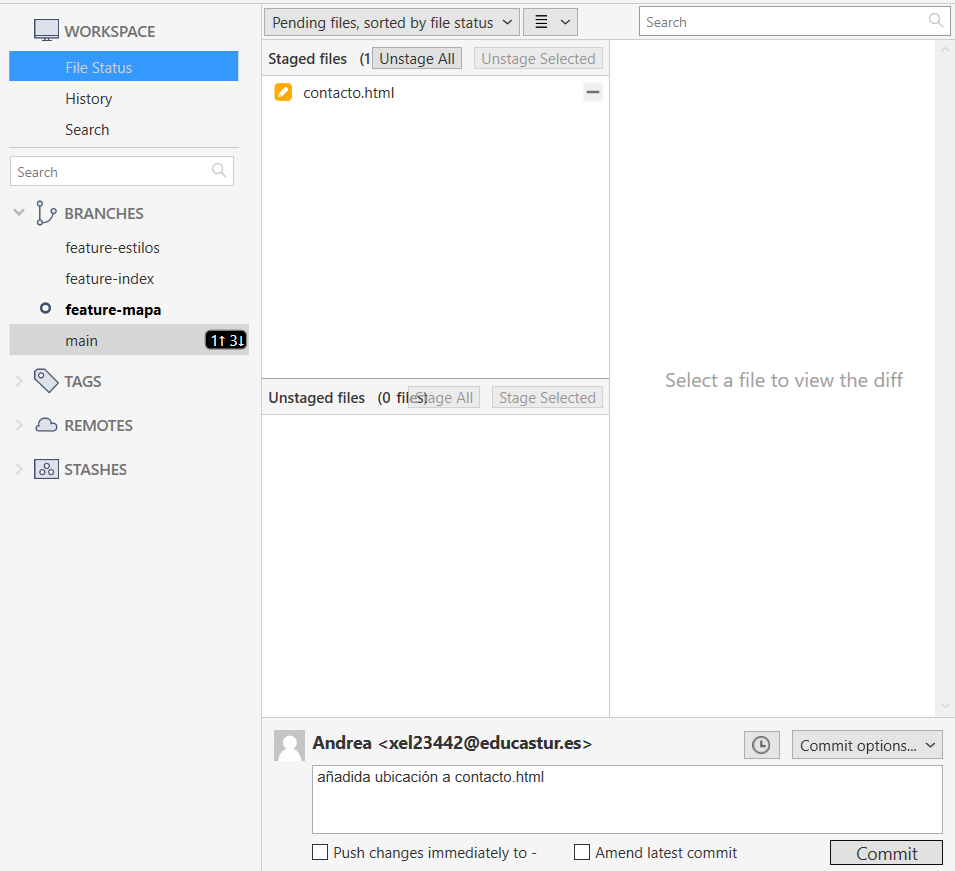 WORKSPACE
File Status
History
Search
Search
BRANCHES
feature-estilos
feature-index
feature-mapa
main 1↑ 3↓
TAGS
REMOTES
STASHES
Pending files, sorted by file status
Search
Staged files (1 Unstage All Unstage Selected
contacto.html
Unstaged files (0 files) Stage All Stage Selected
Select a file to view the diff
Andrea <xel23442@educastur.es> Commit options...
añadida ubicación a contacto.html
Push changes immediately to - Amend latest commit Commit